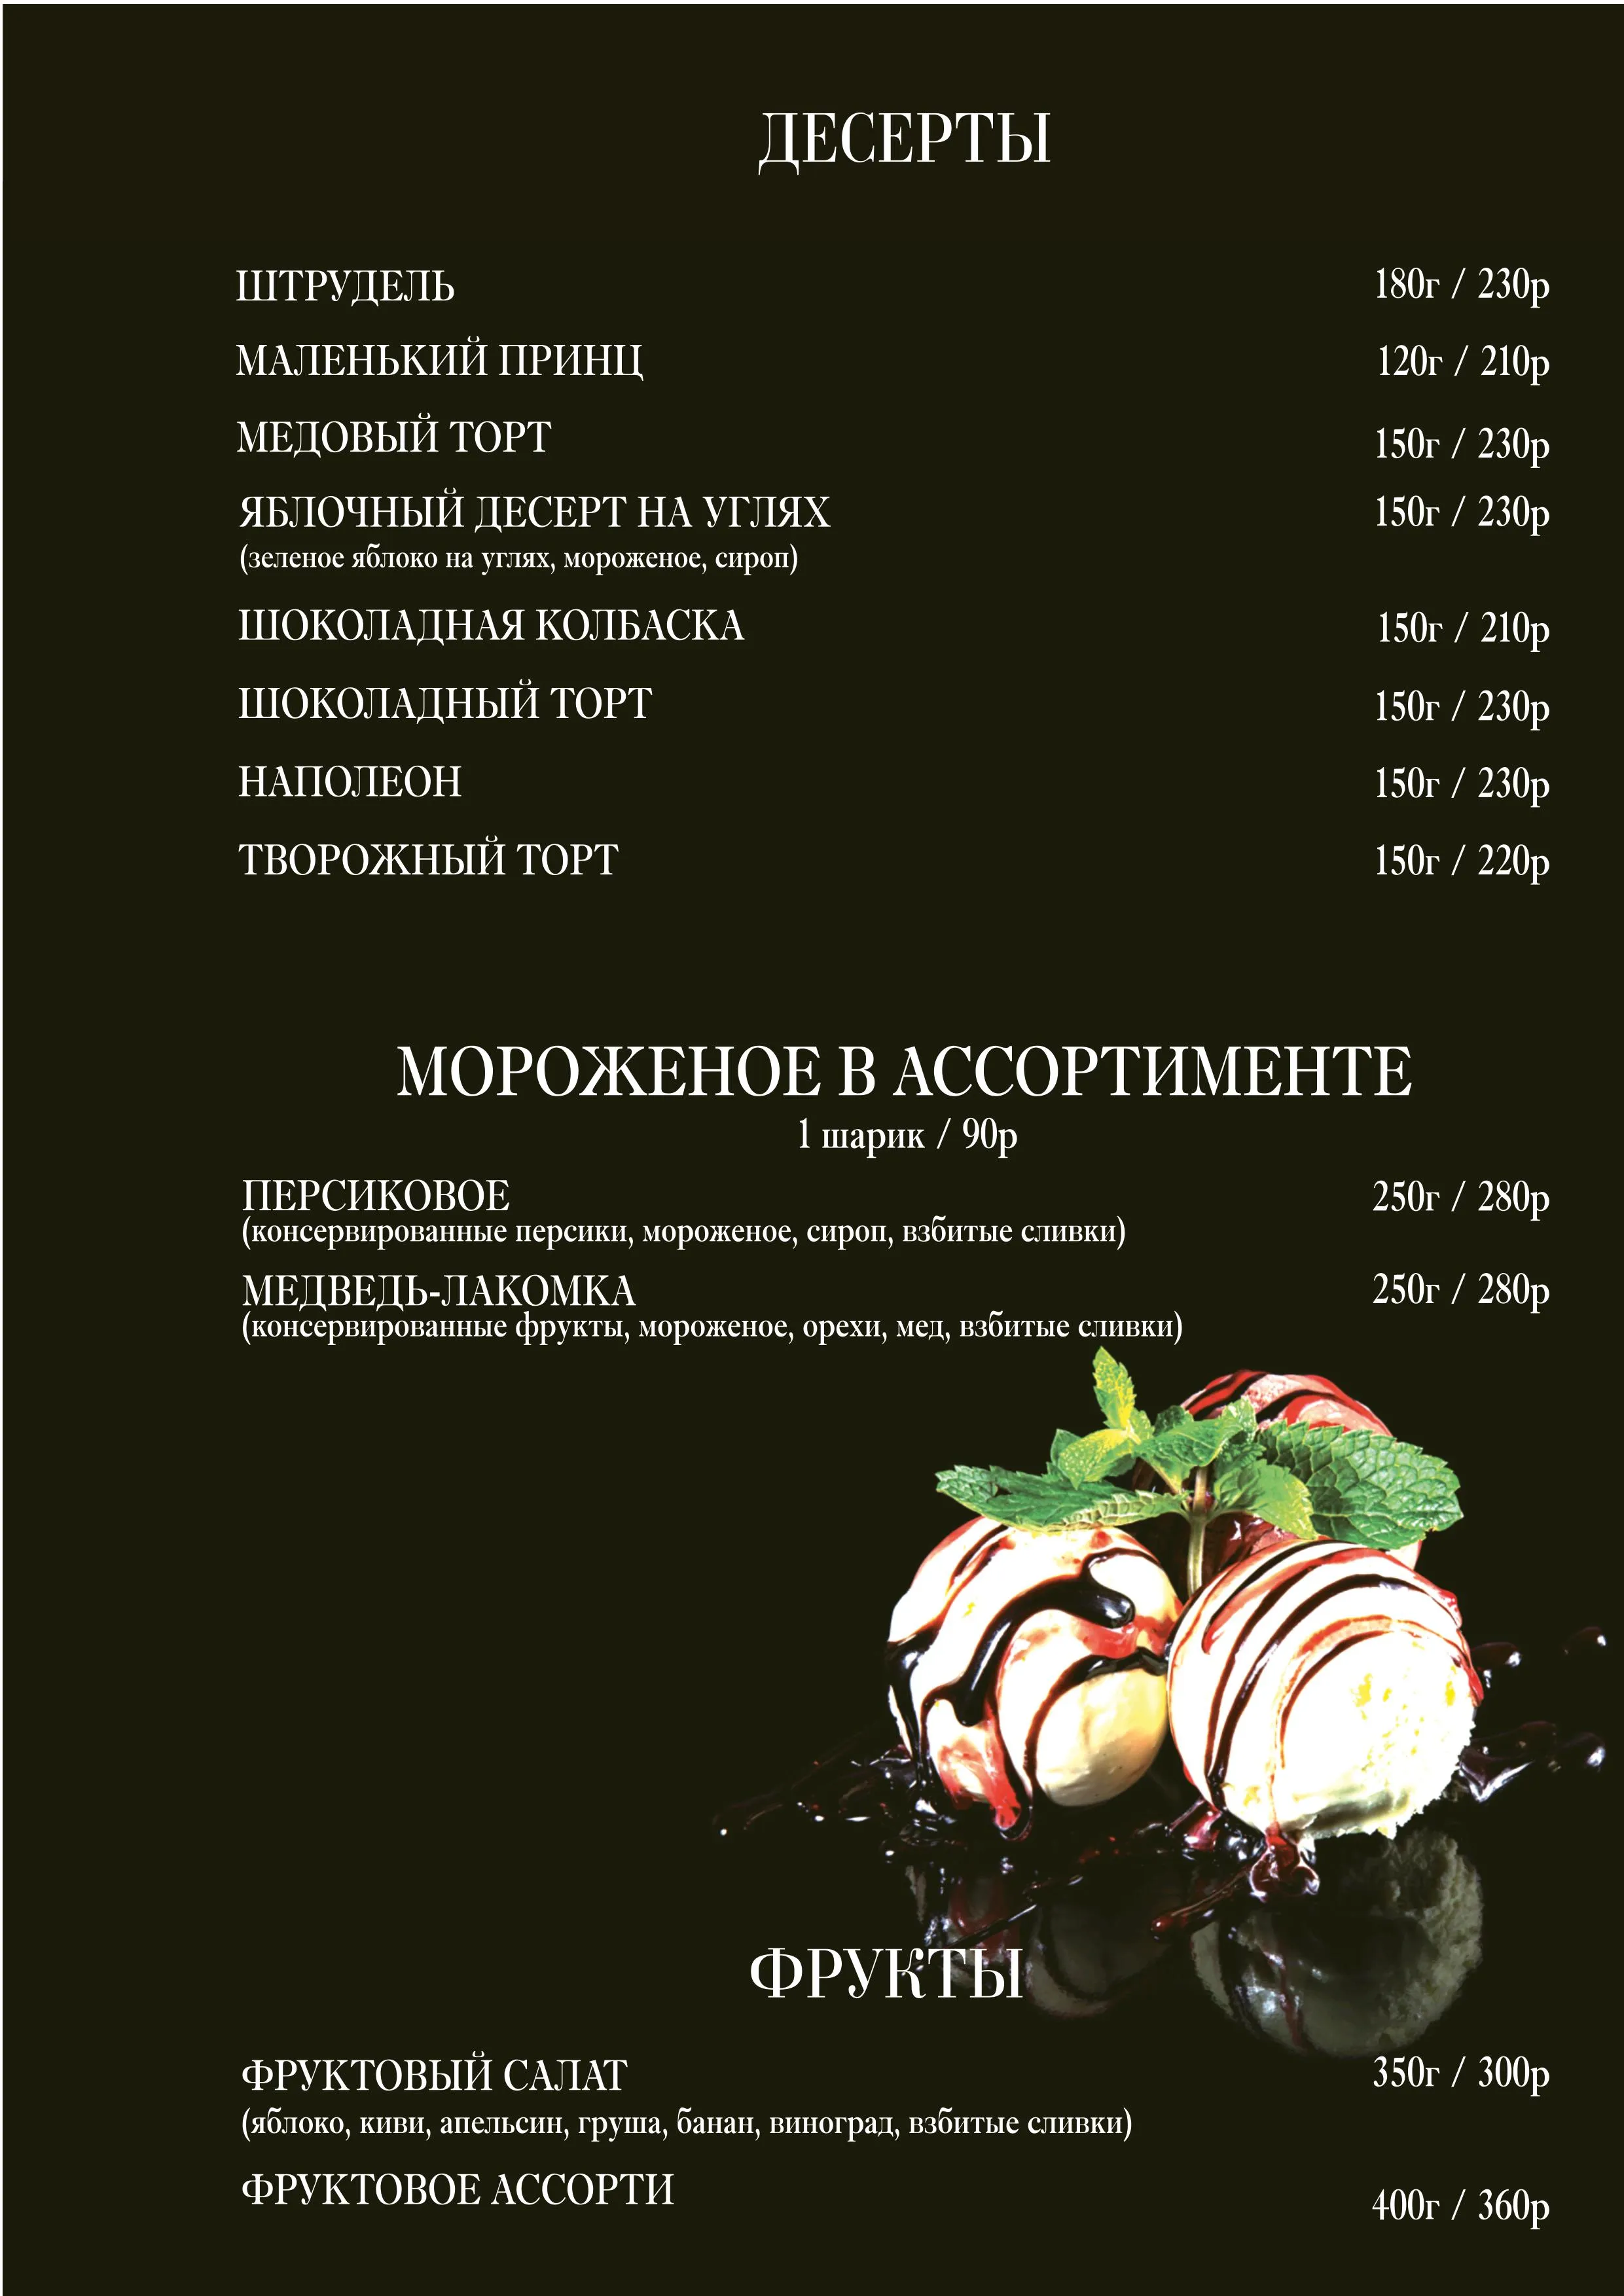 ДЕСЕРТЫ
ШТРУДЕЛЬ 180г / 230р
МАЛЕНЬКИЙ ПРИНЦ 120г / 210р
МЕДОВЫЙ ТОРТ 150г / 230р
ЯБЛОЧНЫЙ ДЕСЕРТ НА УГЛЯХ 150г / 230р
(зеленое яблоко на углях, мороженое, сироп)
ШОКОЛАДНАЯ КОЛБАСКА 150г / 210р
ШОКОЛАДНЫЙ ТОРТ 150г / 230р
НАПОЛЕОН 150г / 230р
ТВОРОЖНЫЙ ТОРТ 150г / 220р
МОРОЖЕНОЕ В АССОРТИМЕНТЕ
1 шарик / 90р
ПЕРСИКОВОЕ 250г / 280р
(консервированные персики, мороженое, сироп, взбитые сливки)
МЕДВЕДЬ-ЛАКОМКА 250г / 280р
(консервированные фрукты, мороженое, орехи, мед, взбитые сливки)
ФРУКТЫ
ФРУКТОВЫЙ САЛАТ 350г / 300р
(яблоко, киви, апельсин, груша, банан, виноград, взбитые сливки)
ФРУКТОВОЕ АССОРТИ 400г / 360р